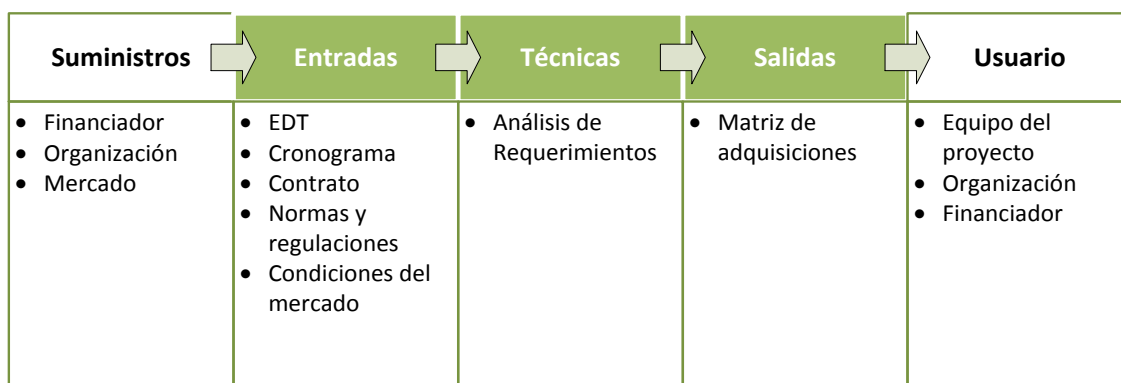 Suministros
Entradas
Técnicas
Salidas
Usuario
• Financiador
• Organización
• Mercado
• EDT
• Cronograma
• Contrato
• Normas y
regulaciones
• Condiciones del
mercado
• Análisis de
Requerimientos
• Matriz de
adquisiciones
• Equipo del
proyecto
• Organización
• Financiador